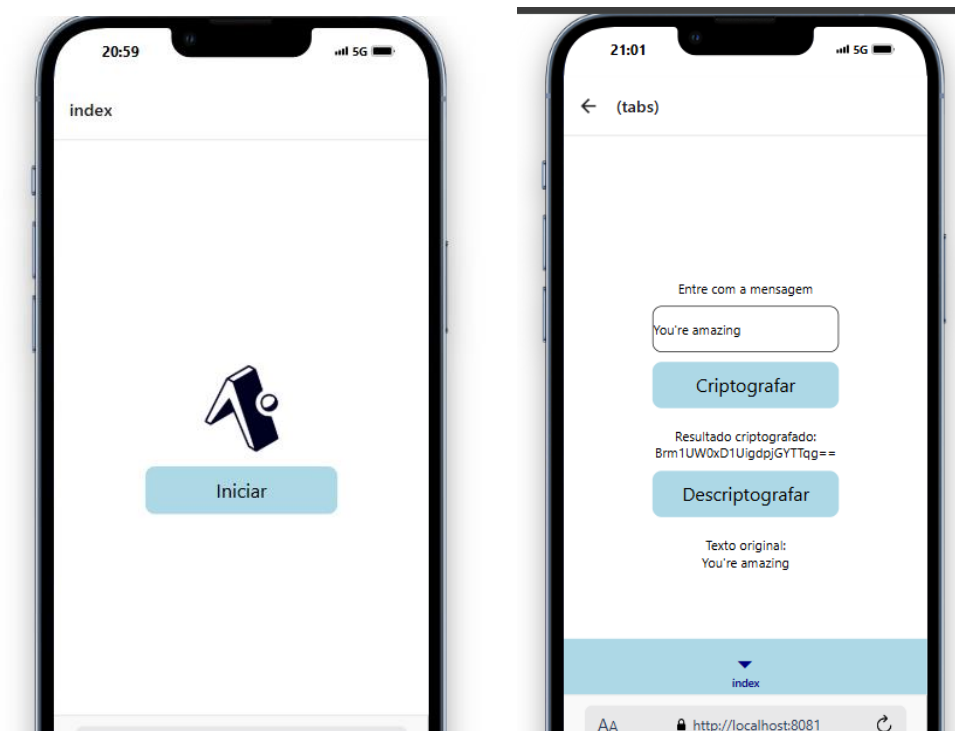 20:59
5G
index
Iniciar
21:01
5G
(tabs)
Entre com a mensagem
You're amazing
Criptografar
Resultado criptografado:
Brm1UW0xD1UigdpjGYTTqg==
Descriptografar
Texto original:
You're amazing
index
AA
http://localhost:8081